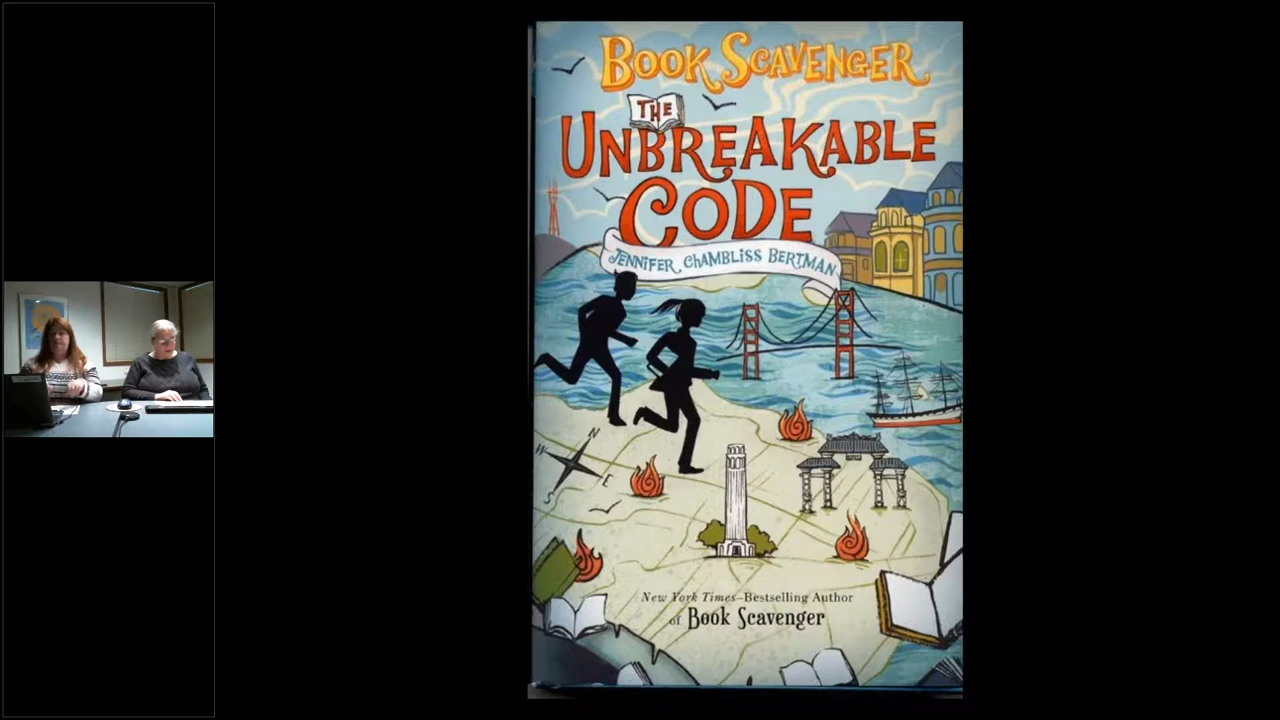 BOOK SCAVENGER
THE
UNBREAKABLE
CODE
JENNIFER CHAMBLISS BERTMAN
N
W
E
S
New York Times–Bestselling Author
of Book Scavenger